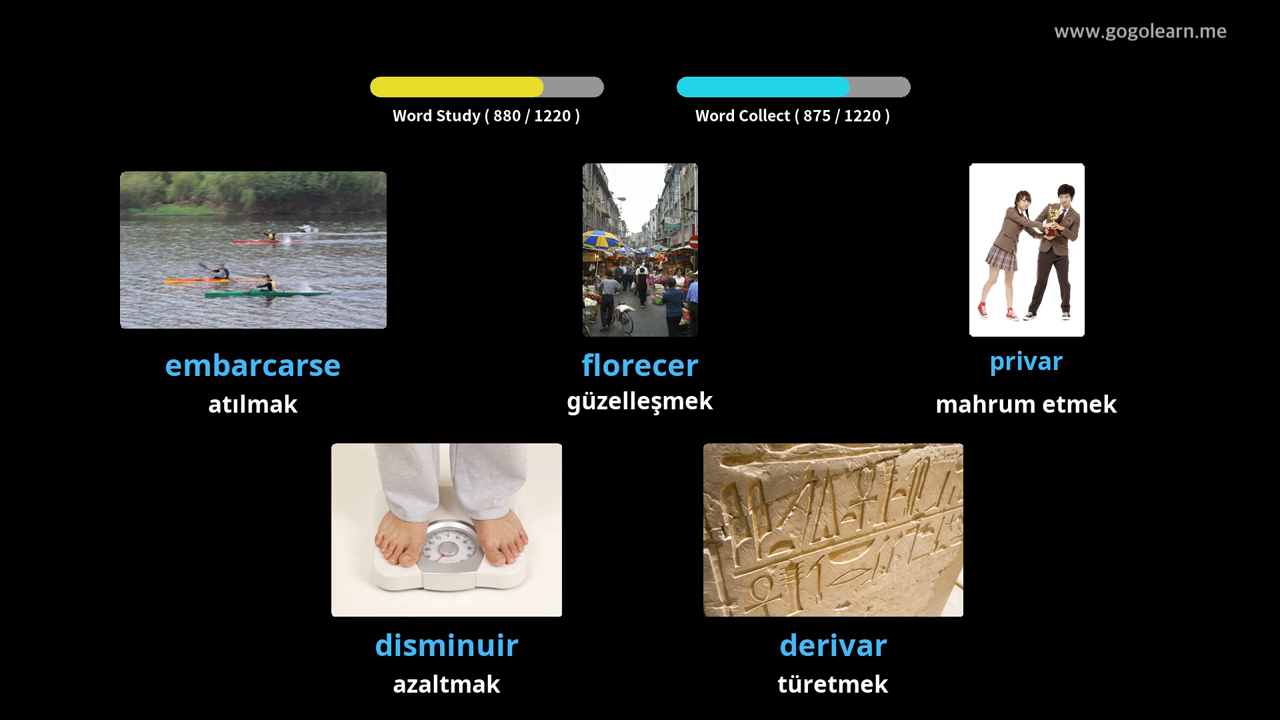 www.gogolearn.me
Word Study ( 880 / 1220 )
Word Collect ( 875 / 1220 )
embarcarse
atılmak
florecer
güzelleşmek
privar
mahrum etmek
disminuir
azaltmak
derivar
türetmek